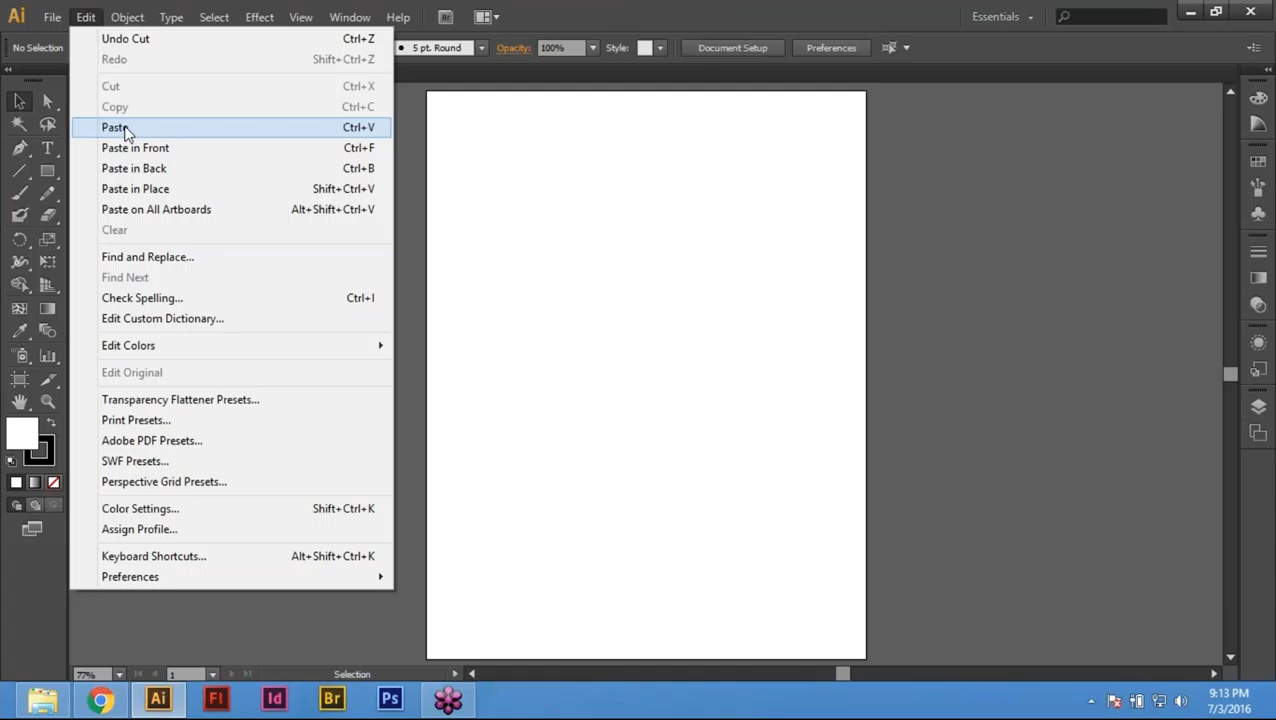 Ai File Edit Object Type Select Effect View Window Help Br Essentials
No Selection 5 pt. Round Opacity: 100% Style: Document Setup Preferences
Undo Cut Ctrl+Z
Redo Shift+Ctrl+Z
Cut Ctrl+X
Copy Ctrl+C
Paste Ctrl+V
Paste in Front Ctrl+F
Paste in Back Ctrl+B
Paste in Place Shift+Ctrl+V
Paste on All Artboards Alt+Shift+Ctrl+V
Clear
Find and Replace...
Find Next
Check Spelling... Ctrl+I
Edit Custom Dictionary...
Edit Colors
Edit Original
Transparency Flattener Presets...
Print Presets...
Adobe PDF Presets...
SWF Presets...
Perspective Grid Presets...
Color Settings... Shift+Ctrl+K
Assign Profile...
Keyboard Shortcuts... Alt+Shift+Ctrl+K
Preferences
77% 1 Selection
Ai Fl Id Br Ps 9:13 PM
7/3/2016